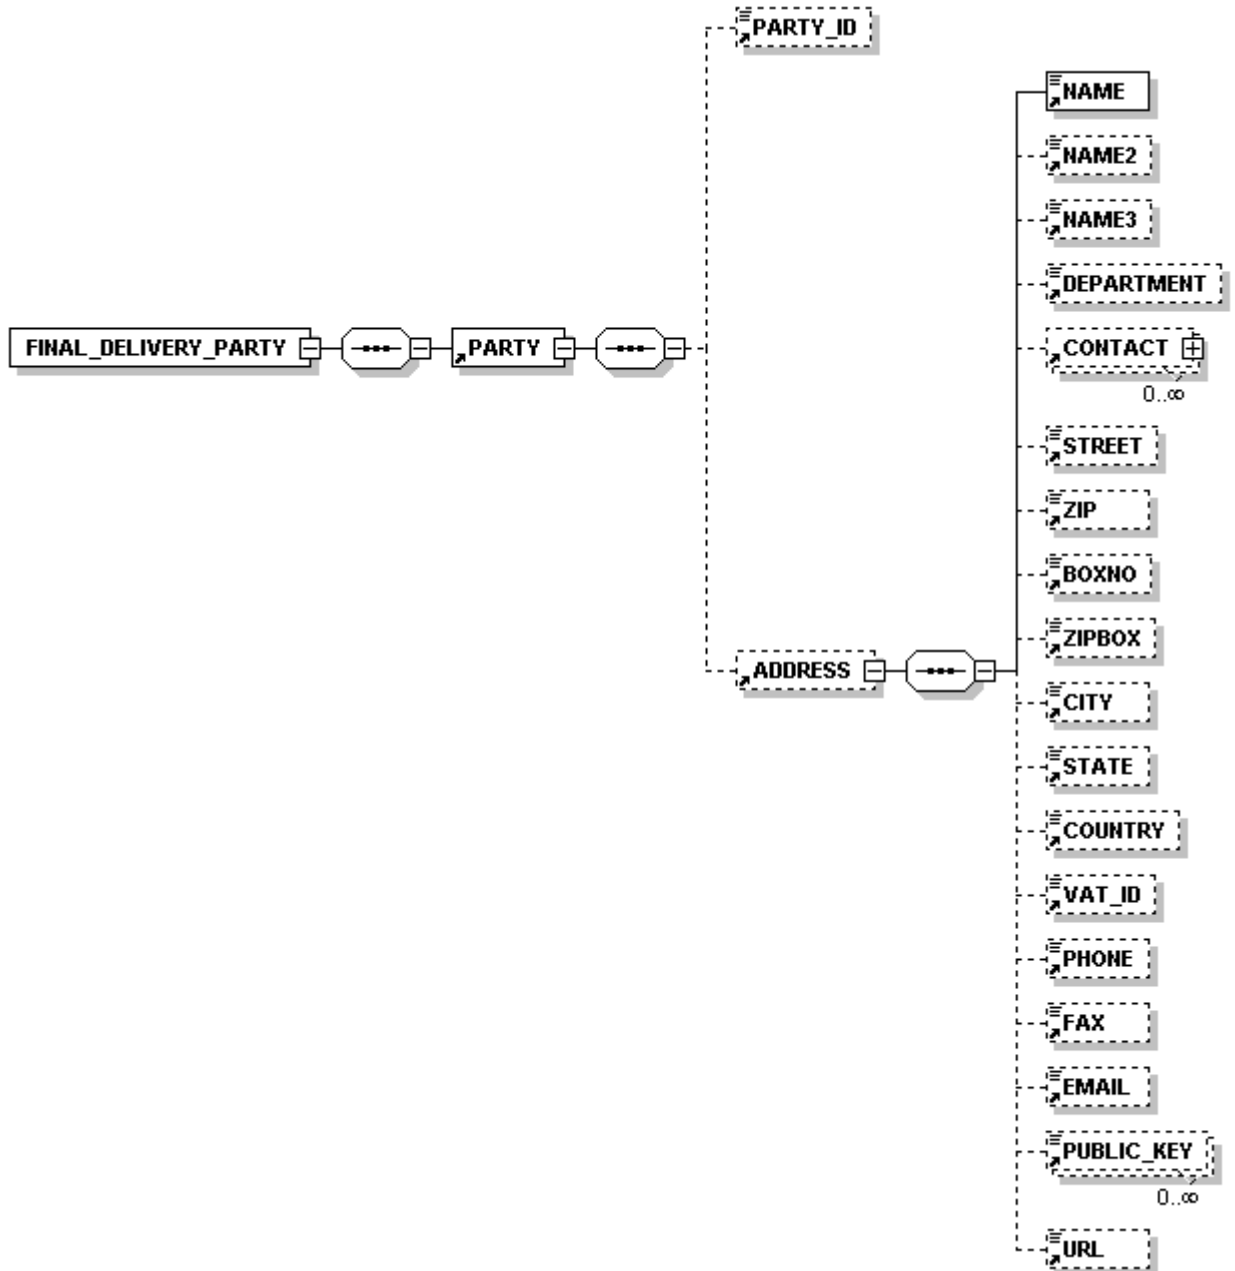 PARTY_ID
NAME
NAME2
NAME3
DEPARTMENT
FINAL_DELIVERY_PARTY
PARTY
CONTACT
0..∞
STREET
ZIP
BOXNO
ZIPBOX
ADDRESS
CITY
STATE
COUNTRY
VAT_ID
PHONE
FAX
EMAIL
PUBLIC_KEY
0..∞
URL